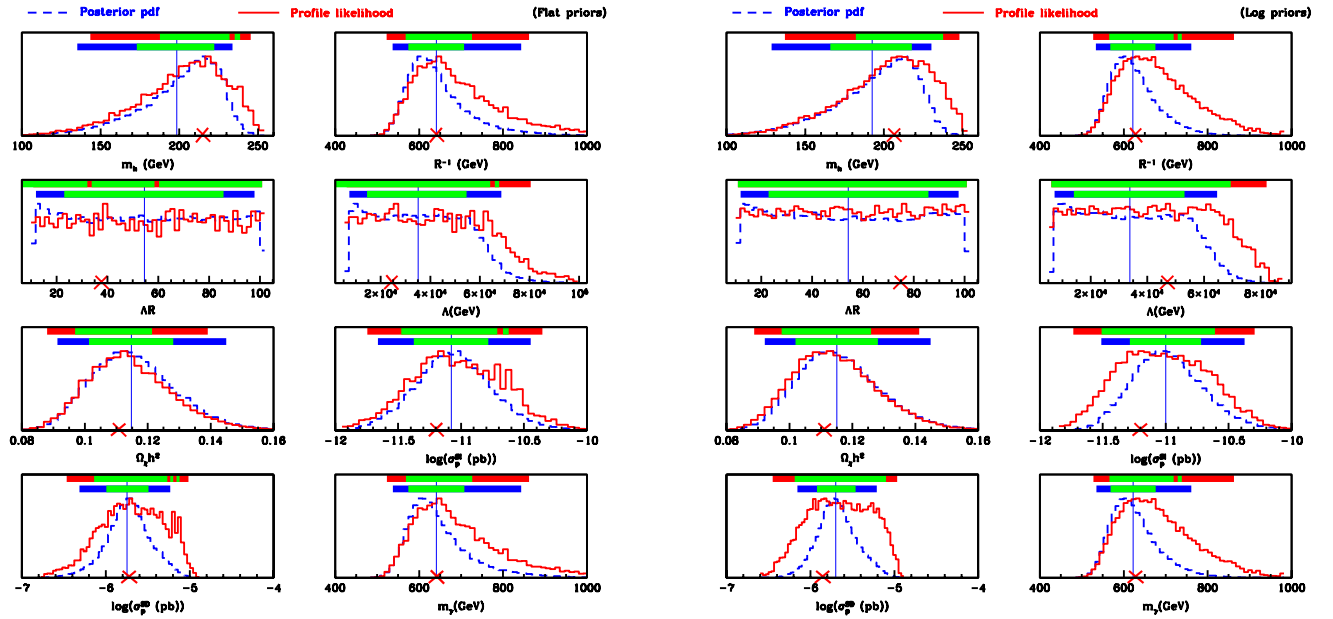 Posterior pdf Profile likelihood (Flat priors)
100 150 200 250 400 600 800 1000
m_h (GeV) R⁻¹ (GeV)
20 40 60 80 100 2×10⁴ 4×10⁴ 6×10⁴ 8×10⁴
ΛR Λ(GeV)
0.08 0.1 0.12 0.14 0.16 −12 −11.5 −11 −10.5 −10
Ω_χh² log(σ_p^SI (pb))
−7 −6 −5 −4 400 600 800 1000
log(σ_p^SD (pb)) m_γ(GeV)
Posterior pdf Profile likelihood (Log priors)
100 150 200 250 400 600 800 1000
m_h (GeV) R⁻¹ (GeV)
20 40 60 80 100 2×10⁴ 4×10⁴ 6×10⁴ 8×10⁴
ΛR Λ(GeV)
0.08 0.1 0.12 0.14 0.16 −12 −11.5 −11 −10.5 −10
Ω_χh² log(σ_p^SI (pb))
−7 −6 −5 −4 400 600 800 1000
log(σ_p^SD (pb)) m_γ(GeV)